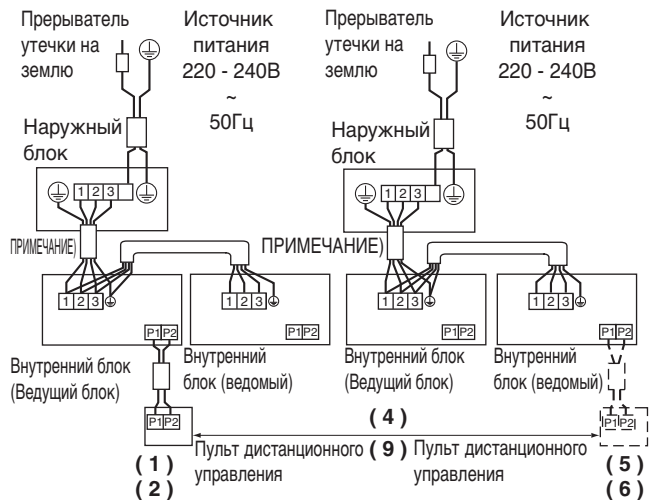 Прерыватель
утечки на
землю
Источник
питания
220 - 240В
~
50Гц
Прерыватель
утечки на
землю
Источник
питания
220 - 240В
~
50Гц
Наружный
блок
Наружный
блок
1 2 3
1 2 3
ПРИМЕЧАНИЕ)
ПРИМЕЧАНИЕ)
1 2 3
1 2 3
1 2 3
1 2 3
P1 P2
P1 P2
P1 P2
P1 P2
Внутренний блок
(Ведущий блок)
Внутренний
блок (ведомый)
Внутренний блок
(Ведущий блок)
Внутренний
блок (ведомый)
P1 P2
P1 P2
( 4 )
( 9 )
Пульт дистанционного
управления
Пульт дистанционного
управления
( 1 )
( 2 )
( 5 )
( 6 )